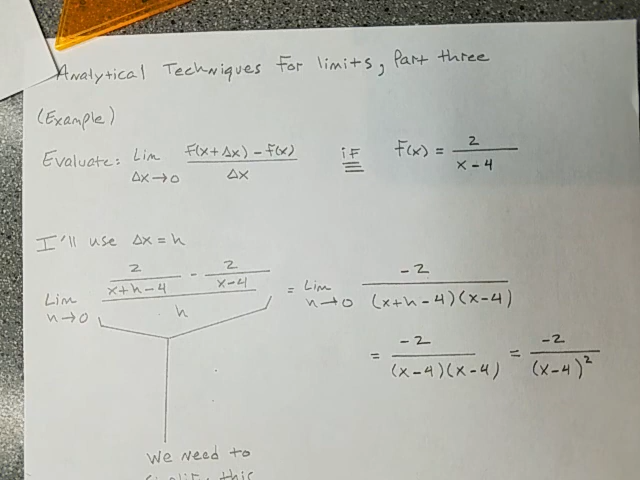 Analytical Techniques For limits, Part three
(Example)
Evaluate: Lim Δx→0 F(x+Δx) – F(x) / Δx if F(x) = 2 / x – 4
I'll use Δx = h
Lim h→0 2 / x+h–4 – 2 / x–4 / h = Lim h→0 –2 / (x+h–4)(x–4)
= –2 / (x–4)(x–4) = –2 / (x–4)²
We need to
this